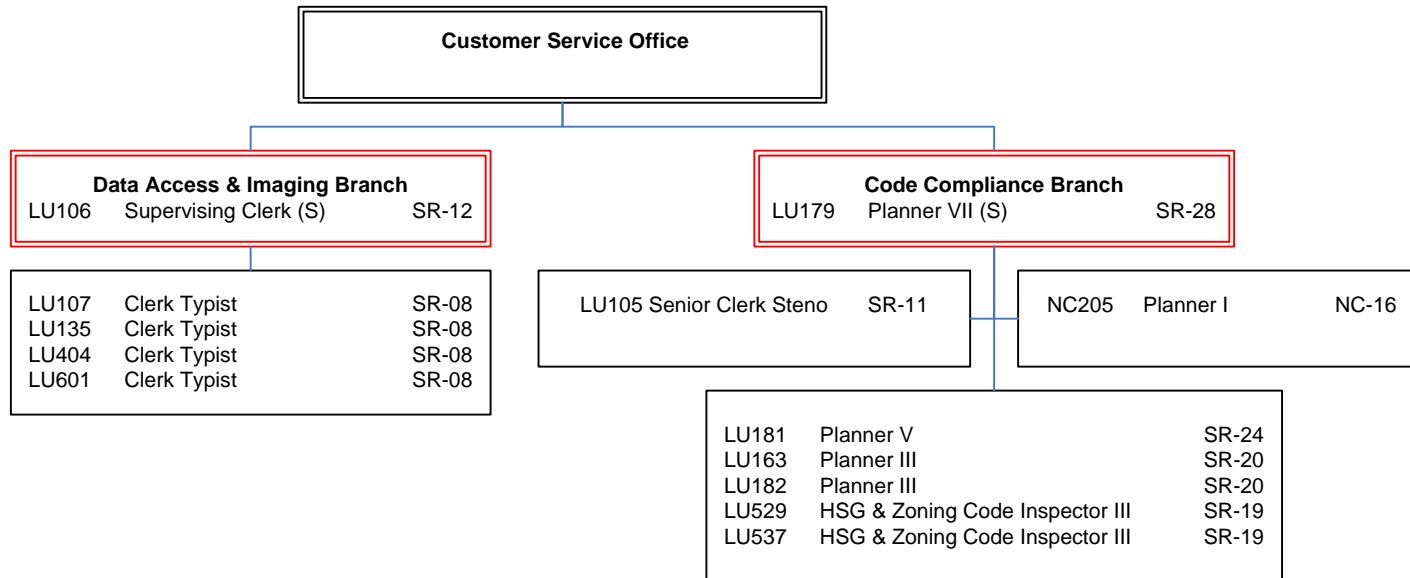 Customer Service Office
Data Access & Imaging Branch
LU106 Supervising Clerk (S) SR-12
Code Compliance Branch
LU179 Planner VII (S) SR-28
LU107 Clerk Typist SR-08
LU135 Clerk Typist SR-08
LU404 Clerk Typist SR-08
LU601 Clerk Typist SR-08
LU105 Senior Clerk Steno SR-11
NC205 Planner I NC-16
LU181 Planner V SR-24
LU163 Planner III SR-20
LU182 Planner III SR-20
LU529 HSG & Zoning Code Inspector III SR-19
LU537 HSG & Zoning Code Inspector III SR-19